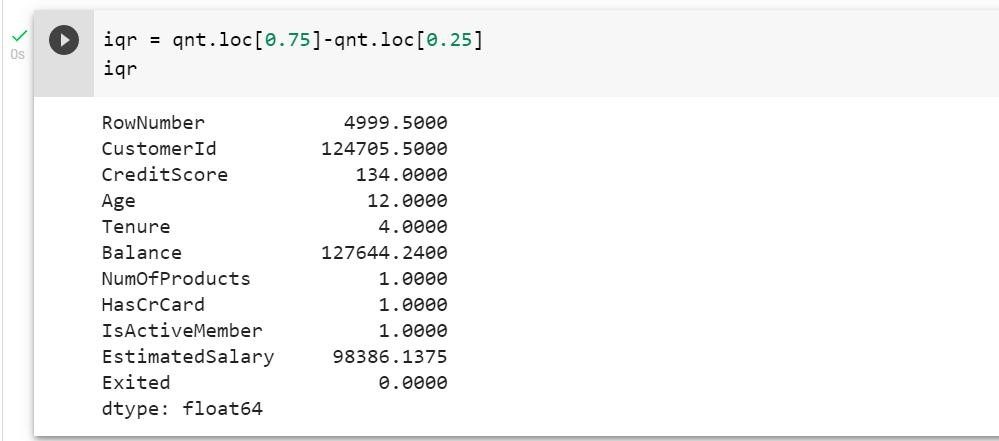 0s
iqr = qnt.loc[0.75]-qnt.loc[0.25]
iqr
RowNumber 4999.5000
CustomerId 124705.5000
CreditScore 134.0000
Age 12.0000
Tenure 4.0000
Balance 127644.2400
NumOfProducts 1.0000
HasCrCard 1.0000
IsActiveMember 1.0000
EstimatedSalary 98386.1375
Exited 0.0000
dtype: float64